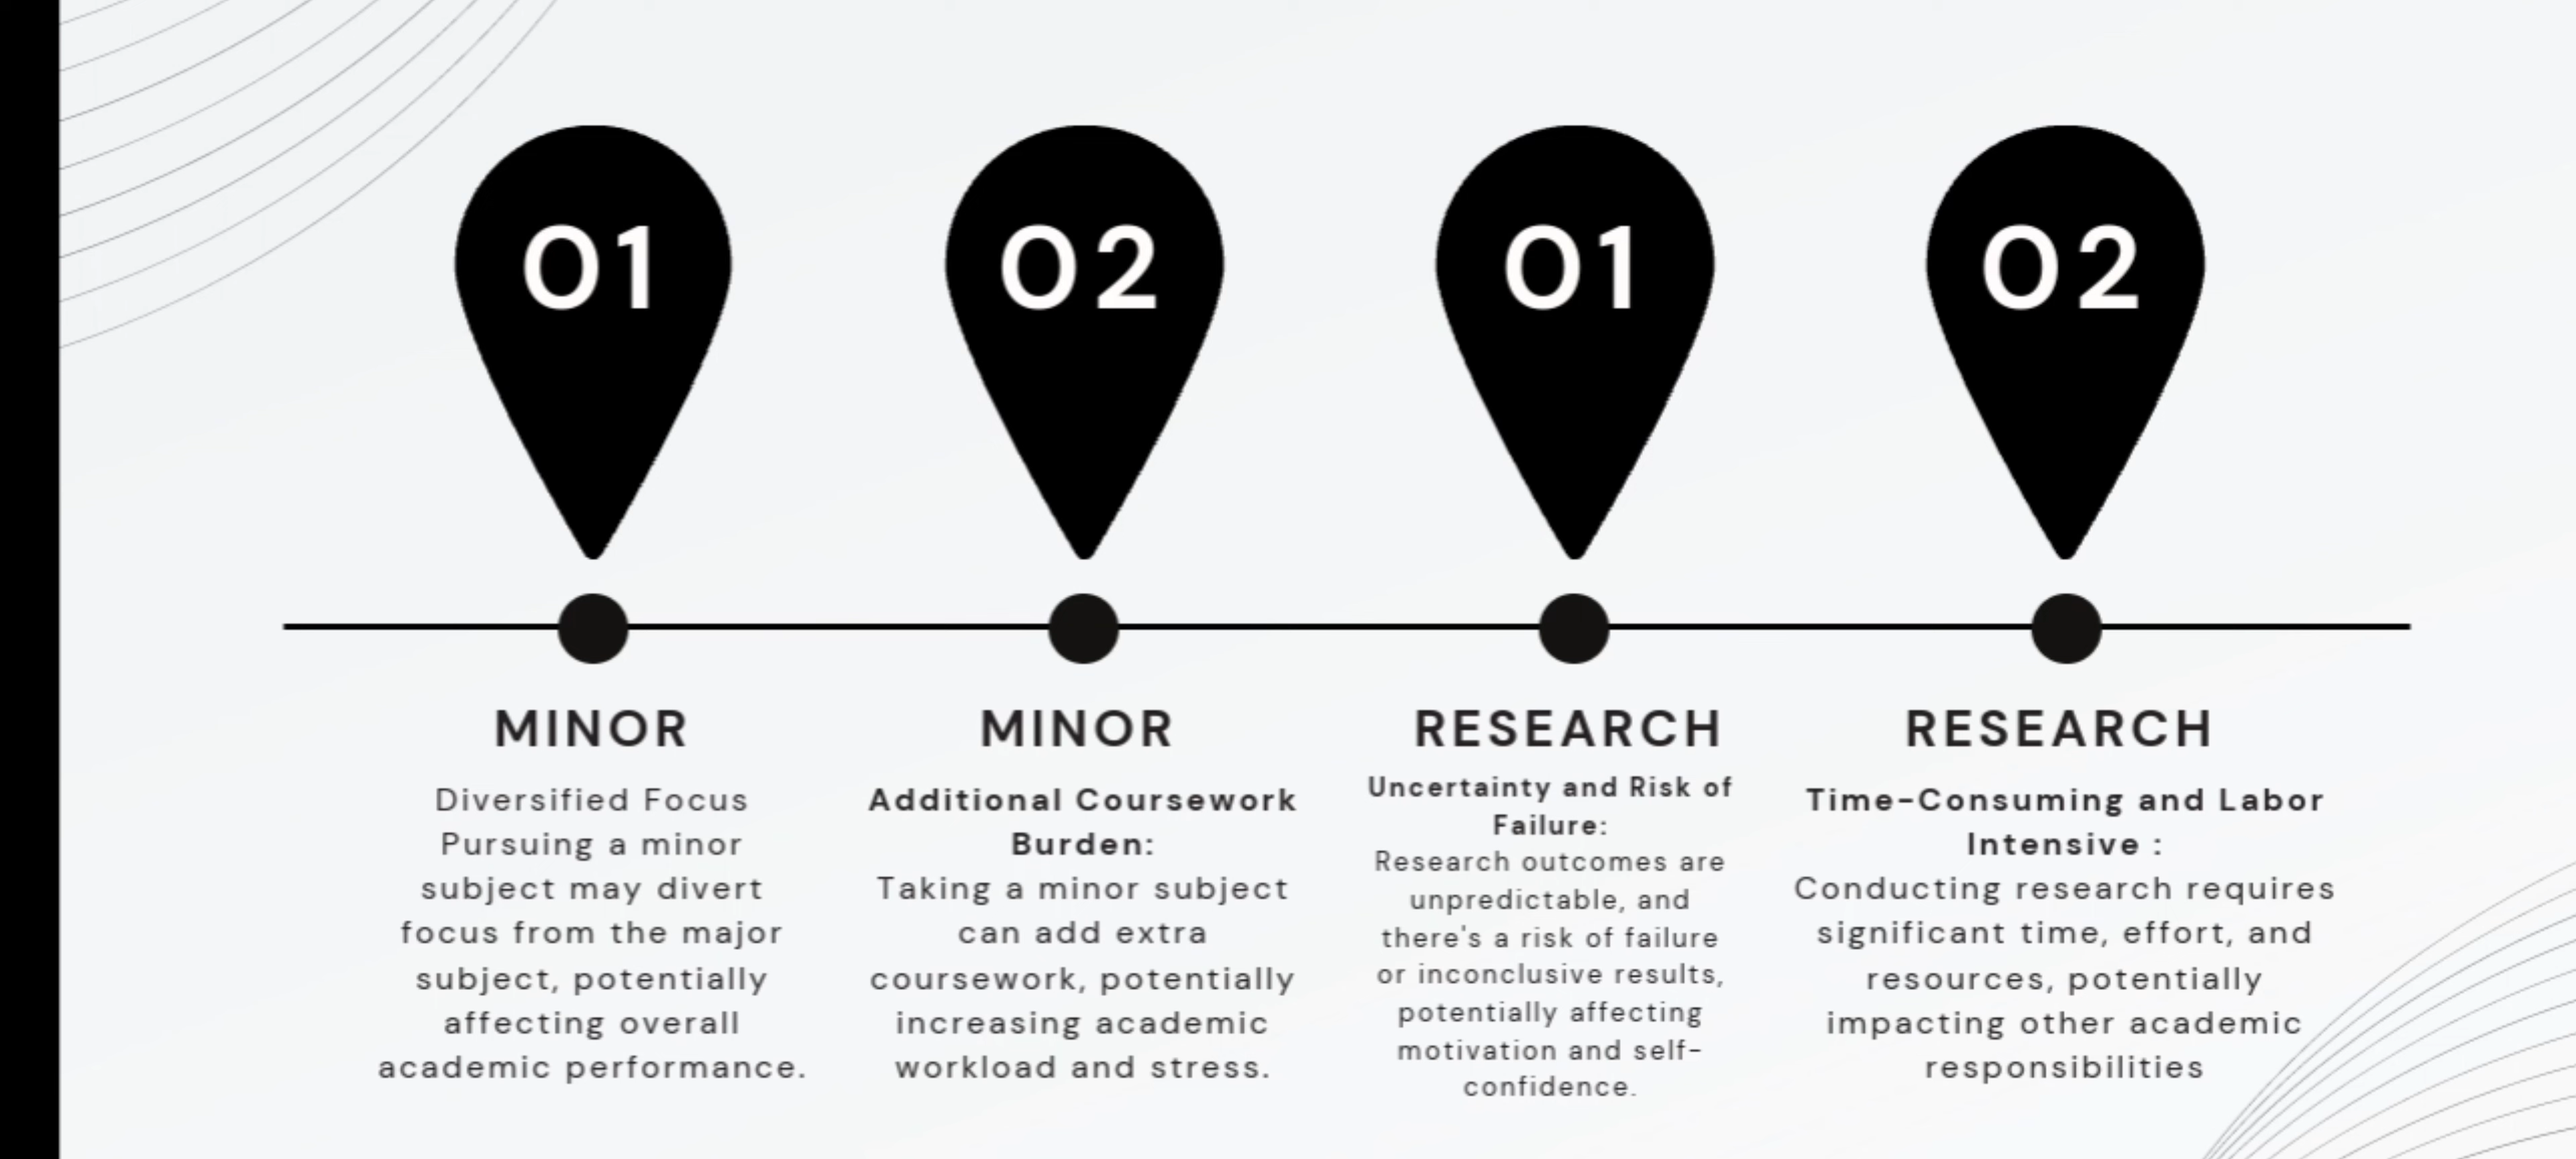 01
02
01
02
MINOR
Diversified Focus
Pursuing a minor
subject may divert
focus from the major
subject, potentially
affecting overall
academic performance.
MINOR
Additional Coursework
Burden:
Taking a minor subject
can add extra
coursework, potentially
increasing academic
workload and stress.
RESEARCH
Uncertainty and Risk of
Failure:
Research outcomes are
unpredictable, and
there's a risk of failure
or inconclusive results,
potentially affecting
motivation and self-
confidence.
RESEARCH
Time-Consuming and Labor
Intensive :
Conducting research requires
significant time, effort, and
resources, potentially
impacting other academic
responsibilities